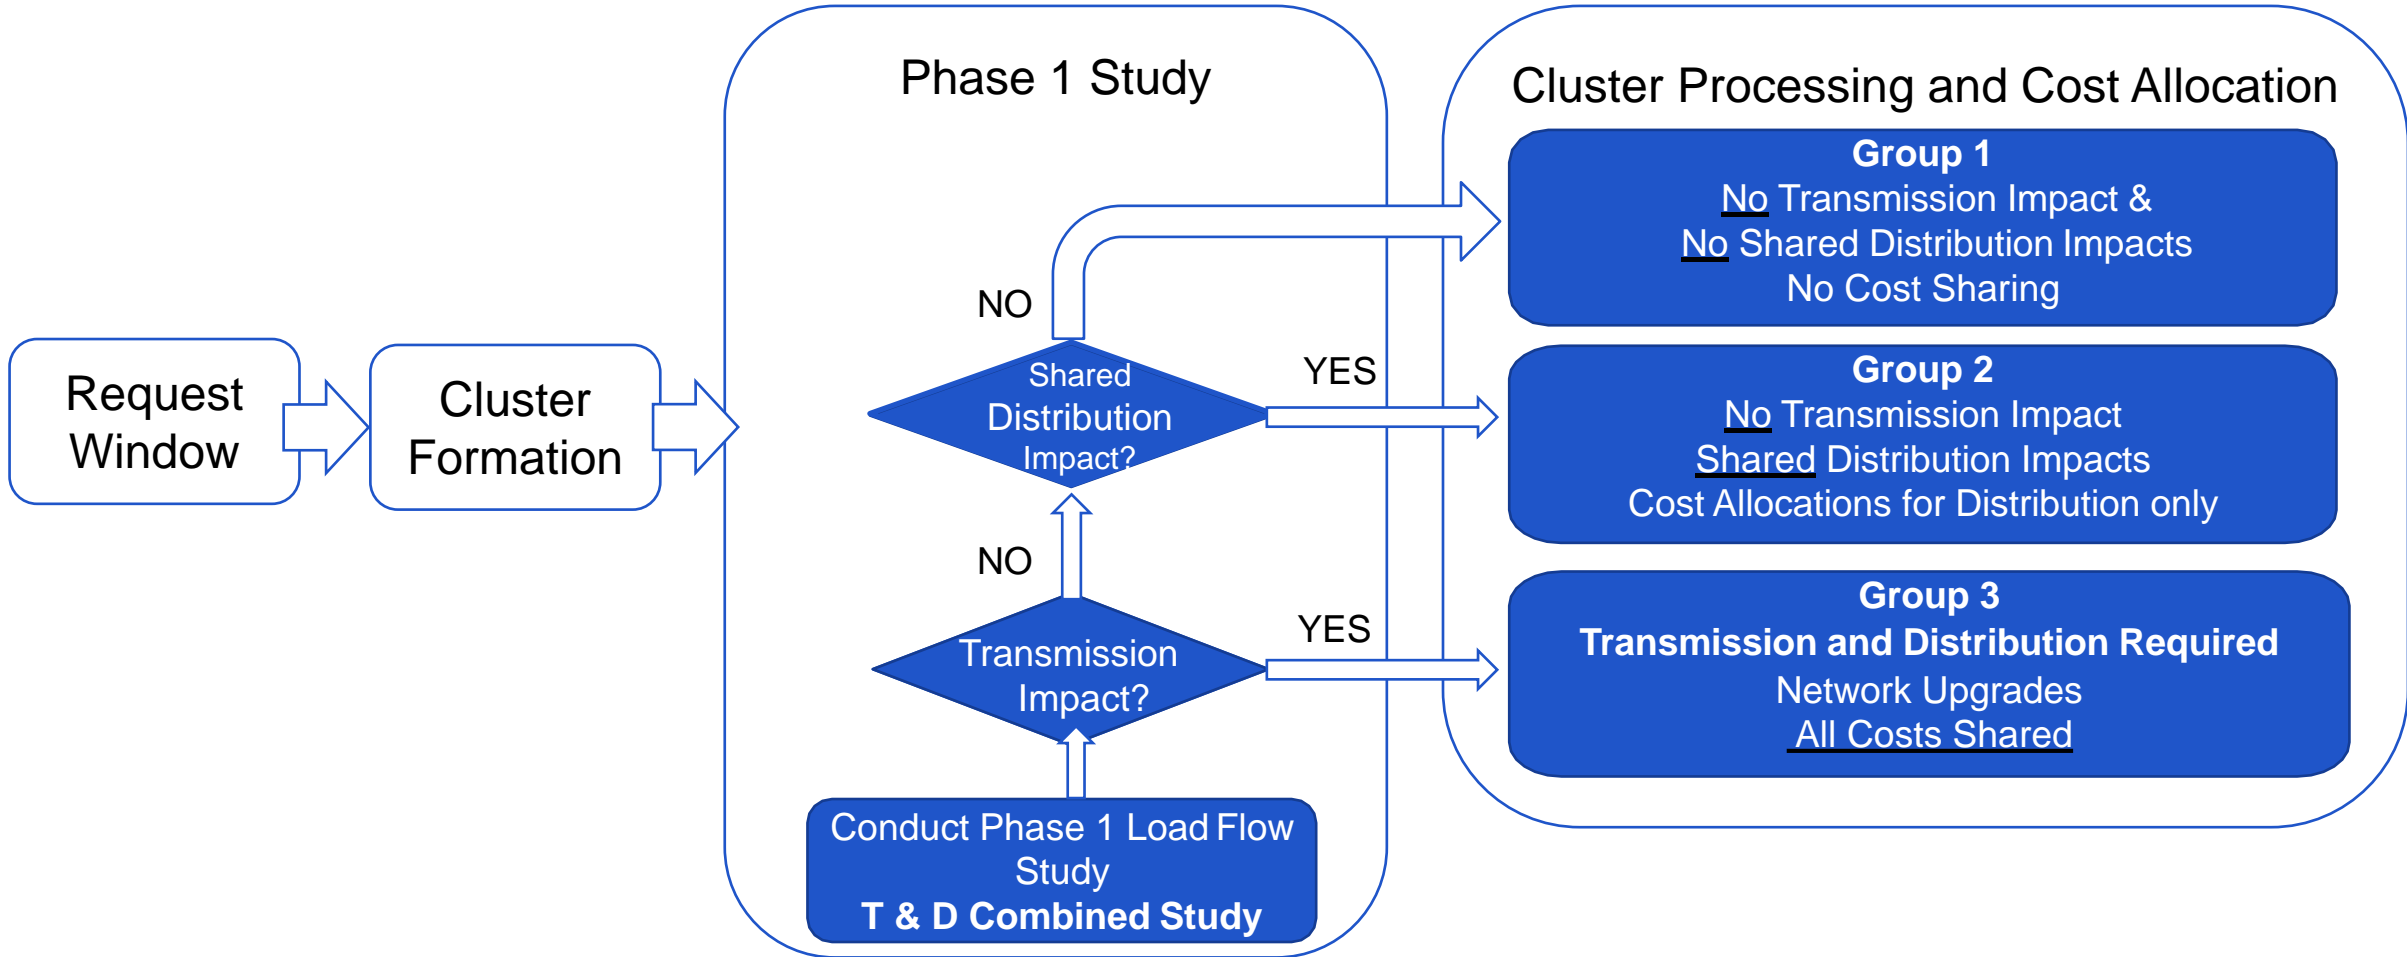 Request
Window
Cluster
Formation
Phase 1 Study
NO
Shared
Distribution
Impact?
YES
NO
Transmission
Impact?
YES
Conduct Phase 1 Load Flow
Study
T & D Combined Study
Cluster Processing and Cost Allocation
Group 1
No Transmission Impact &
No Shared Distribution Impacts
No Cost Sharing
Group 2
No Transmission Impact
Shared Distribution Impacts
Cost Allocations for Distribution only
Group 3
Transmission and Distribution Required
Network Upgrades
All Costs Shared